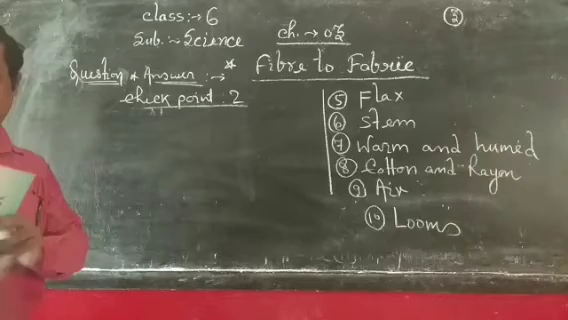 class:→ 6
Sub.:~ Science
ch.→ 03
③
Question & Answer :→ *
Fibre to Fabric
check point: 2
⑤ Flax
⑥ Stem
⑦ Warm and humid
⑧ Cotton and Rayon
⑨ Air
⑩ Looms